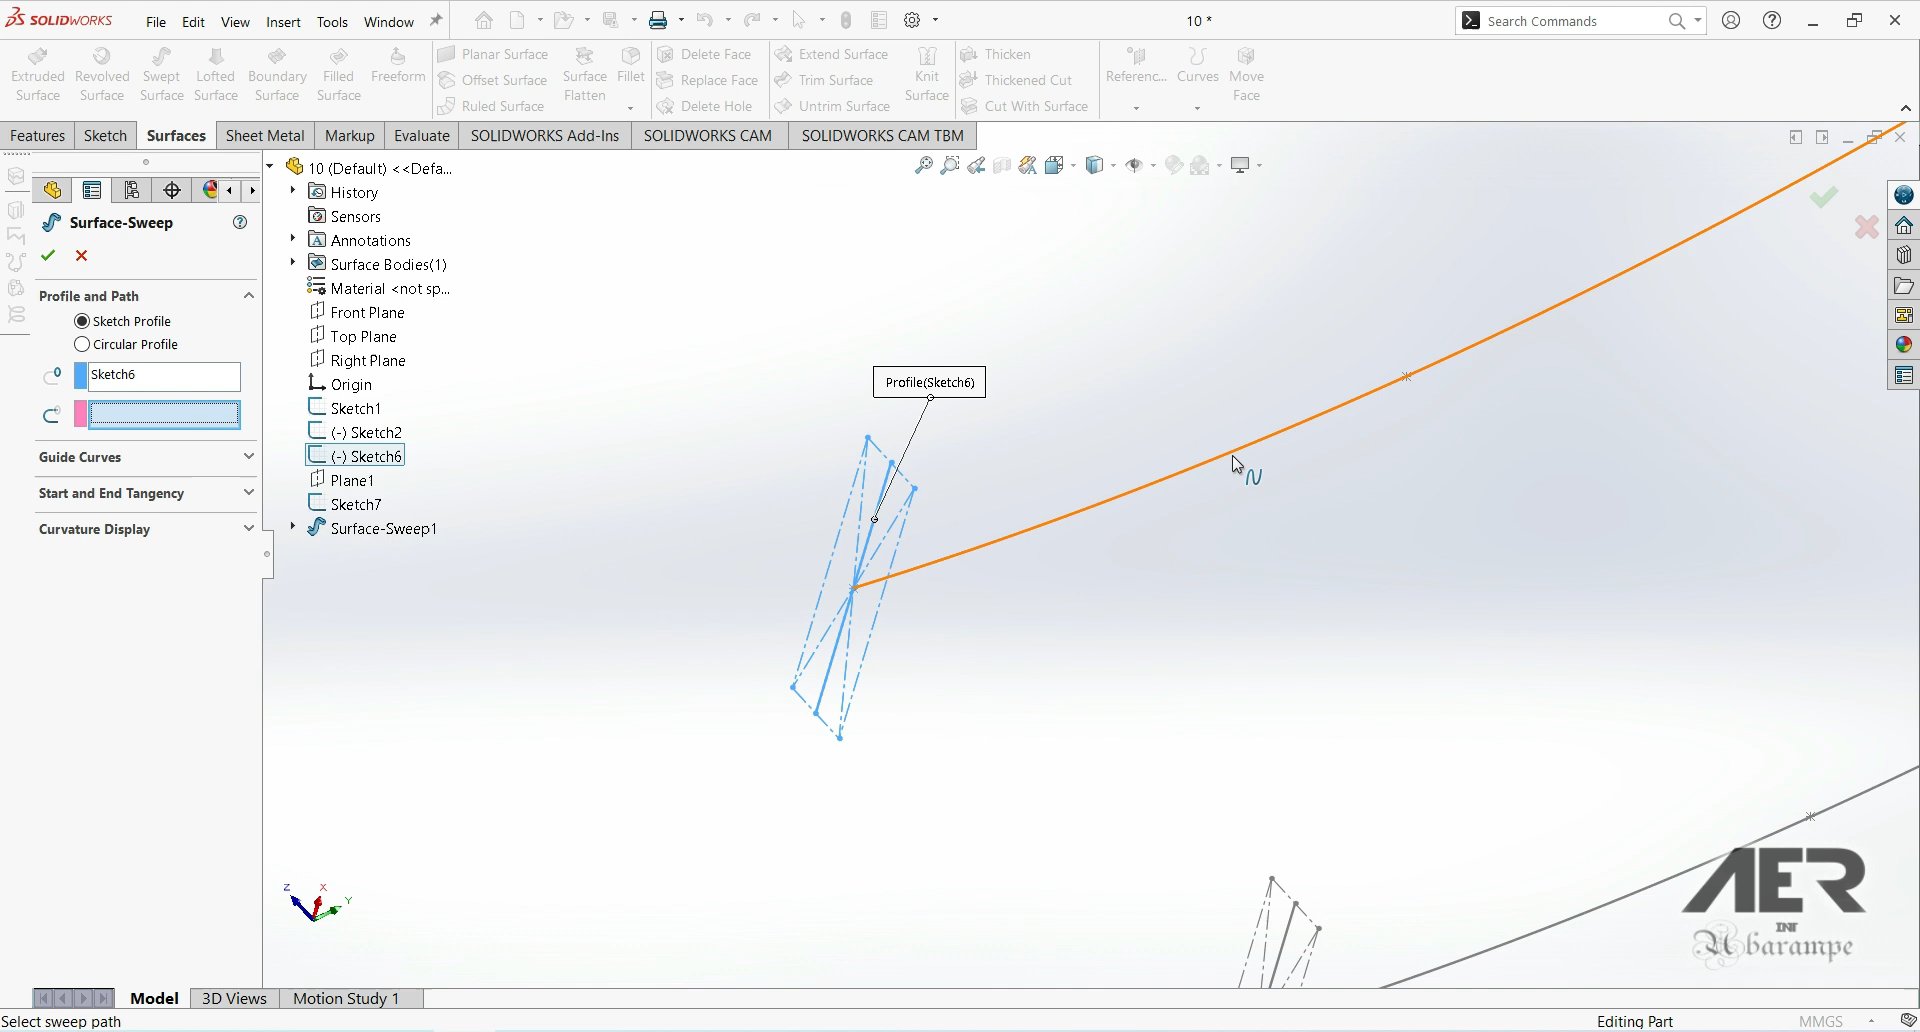 SOLIDWORKS File Edit View Insert Tools Window 10 * Search Commands
Extruded Surface
Revolved Surface
Swept Surface
Lofted Surface
Boundary Surface
Filled Surface
Freeform
Planar Surface
Offset Surface
Ruled Surface
Surface Flatten
Fillet
Delete Face
Replace Face
Delete Hole
Extend Surface
Trim Surface
Untrim Surface
Knit Surface
Thicken
Thickened Cut
Cut With Surface
Referenc...
Curves
Move Face
Features Sketch Surfaces Sheet Metal Markup Evaluate SOLIDWORKS Add-Ins SOLIDWORKS CAM SOLIDWORKS CAM TBM
Surface-Sweep
Profile and Path
Sketch Profile
Circular Profile
Sketch6
Guide Curves
Start and End Tangency
Curvature Display
10 (Default) <<Defa...
History
Sensors
Annotations
Surface Bodies(1)
Material <not sp...
Front Plane
Top Plane
Right Plane
Origin
Sketch1
(-) Sketch2
(-) Sketch6
Plane1
Sketch7
Surface-Sweep1
Profile(Sketch6)
Z X Y
AER
INT
Abarampe
Model 3D Views Motion Study 1
Select sweep path Editing Part MMGS